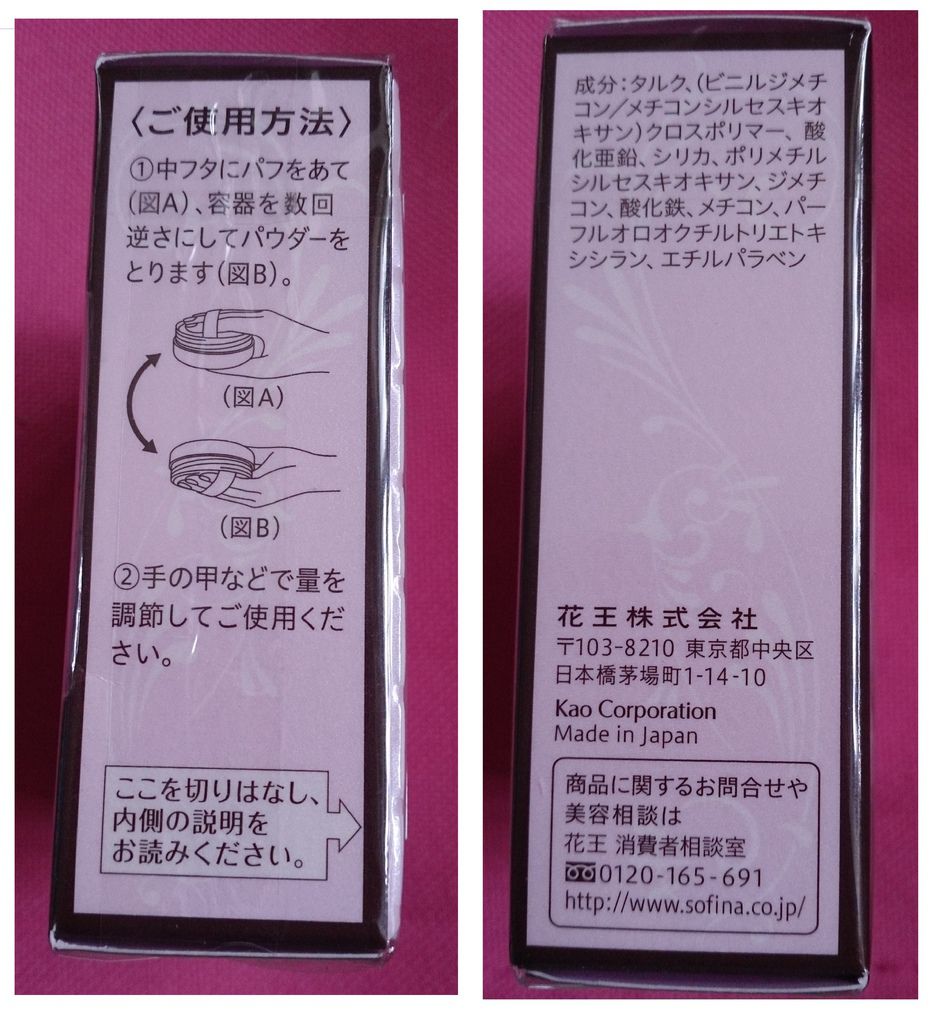 〈ご使用方法〉
①中フタにパフをあて
(図A)、容器を数回
逆さにしてパウダーを
とります(図B)。
(図A)
(図B)
②手の甲などで量を
調節してご使用くだ
さい。
ここを切りはなし、
内側の説明を
お読みください。
成分:タルク、(ビニルジメチ
コン/メチコンシルセスキオ
キサン)クロスポリマー、酸
化亜鉛、シリカ、ポリメチル
シルセスキオキサン、ジメチ
コン、酸化鉄、メチコン、パー
フルオロオクチルトリエトキ
シシラン、エチルパラベン
花王株式会社
〒103-8210 東京都中央区
日本橋茅場町1-14-10
Kao Corporation
Made in Japan
商品に関するお問合せや
美容相談は
花王 消費者相談室
0120-165-691
http://www.sofina.co.jp/